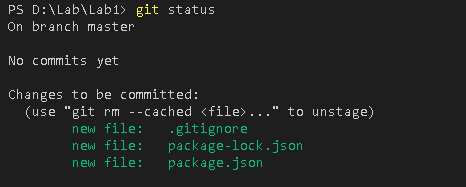 PS D:\Lab\Lab1> git status
On branch master

No commits yet

Changes to be committed:
  (use "git rm --cached <file>..." to unstage)
        new file:   .gitignore
        new file:   package-lock.json
        new file:   package.json